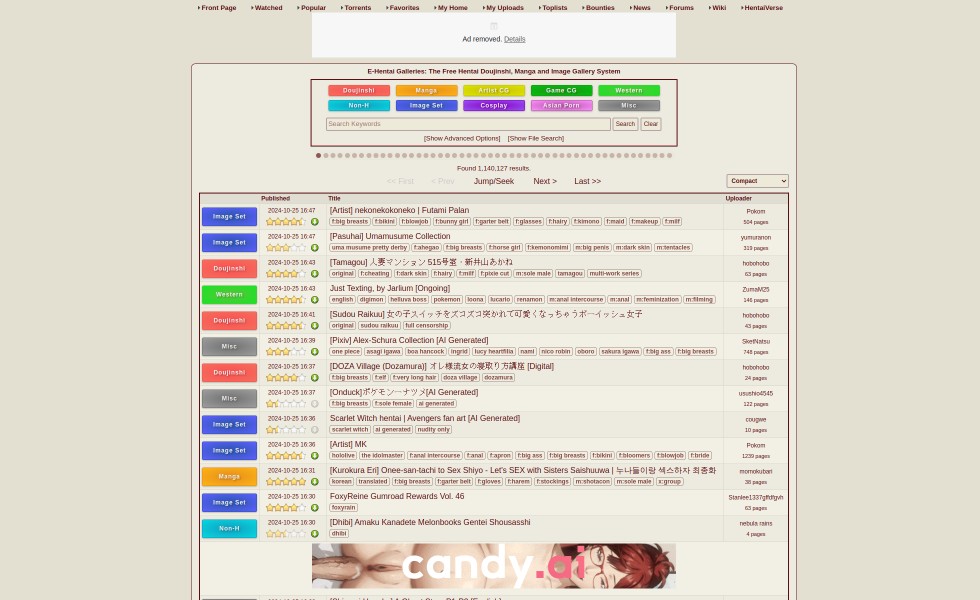 Front Page Watched Popular Torrents Favorites My Home My Uploads Toplists Bounties News Forums Wiki HentaiVerse
Ad removed. Details
E-Hentai Galleries: The Free Hentai Doujinshi, Manga and Image Gallery System
Doujinshi Manga Artist CG Game CG Western
Non-H Image Set Cosplay Asian Porn Misc
Search Keywords Search Clear
[Show Advanced Options] [Show File Search]
Found 1,140,127 results.
<< First < Prev Jump/Seek Next > Last >> Compact
Published Title Uploader
Image Set 2024-10-25 16:47 [Artist] nekonekokoneko | Futami Palan Pokom
f:big breasts f:bikini f:blowjob f:bunny girl f:garter belt f:glasses f:hairy f:kimono f:maid f:makeup f:milf 504 pages
Image Set 2024-10-25 16:47 [Pasuhai] Umamusume Collection yumuranon
uma musume pretty derby f:ahegao f:big breasts f:horse girl f:kemonomimi m:big penis m:dark skin m:tentacles 319 pages
Doujinshi 2024-10-25 16:43 [Tamagou] 人妻マンション 515号室・新井山あかね hobohobo
original f:cheating f:dark skin f:hairy f:milf f:pixie cut m:sole male tamagou multi-work series 63 pages
Western 2024-10-25 16:43 Just Texting, by Jarlium [Ongoing] ZumaM25
english digimon helluva boss pokemon loona lucario renamon m:anal intercourse m:anal m:feminization m:filming 146 pages
Doujinshi 2024-10-25 16:41 [Sudou Raikuu] 女の子スイッチをズコズコ突かれて可愛くなっちゃうボーイッシュ女子 hobohobo
original sudou raikuu full censorship 43 pages
Misc 2024-10-25 16:39 [Pixiv] Alex-Schura Collection [AI Generated] SketNatsu
one piece asagi igawa boa hancock ingrid lucy heartfilia nami nico robin oboro sakura igawa f:big ass f:big breasts 748 pages
Doujinshi 2024-10-25 16:37 [DOZA Village (Dozamura)] オレ様流女の寝取り方講座 [Digital] hobohobo
f:big breasts f:elf f:very long hair doza village dozamura 24 pages
Misc 2024-10-25 16:37 [Onduck]ポケモンーナツメ[AI Generated] usushio4545
f:big breasts f:sole female ai generated 122 pages
Image Set 2024-10-25 16:36 Scarlet Witch hentai | Avengers fan art [AI Generated] cougwe
scarlet witch ai generated nudity only 10 pages
Image Set 2024-10-25 16:36 [Artist] MK Pokom
hololive the idolmaster f:anal intercourse f:anal f:apron f:big ass f:big breasts f:bikini f:bloomers f:blowjob f:bride 1239 pages
Manga 2024-10-25 16:31 [Kurokura Eri] Onee-san-tachi to Sex Shiyo - Let's SEX with Sisters Saishuuwa | 누나들이랑 섹스하자 최종화 momokubari
korean translated f:big breasts f:garter belt f:gloves f:harem f:stockings m:shotacon m:sole male x:group 38 pages
Image Set 2024-10-25 16:30 FoxyReine Gumroad Rewards Vol. 46 Stanlee1337gffdfgvh
foxyrain 63 pages
Non-H 2024-10-25 16:30 [Dhibi] Amaku Kanadete Melonbooks Gentei Shousasshi nebula rains
dhibi 4 pages
candy.ai